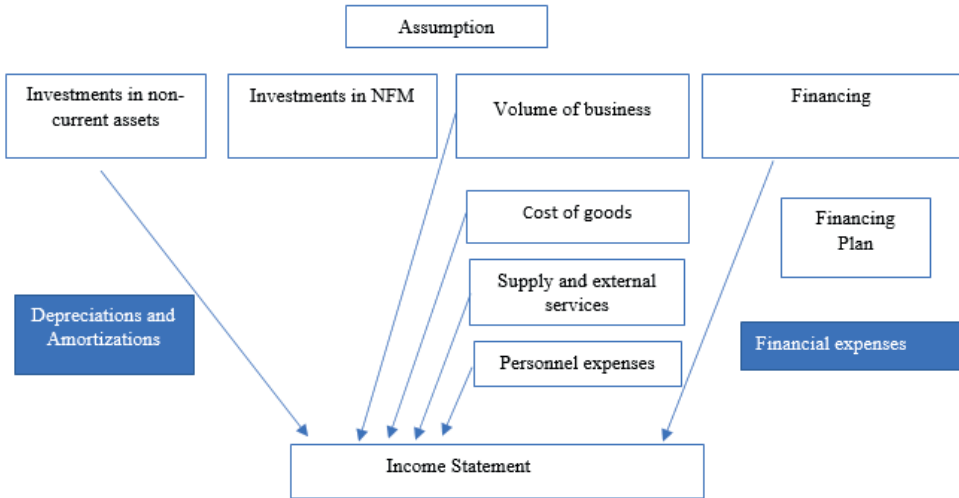 Assumption
Investments in non-
current assets
Investments in NFM
Volume of business
Financing
Cost of goods
Financing
Plan
Supply and external
services
Depreciations and
Amortizations
Financial expenses
Personnel expenses
Income Statement